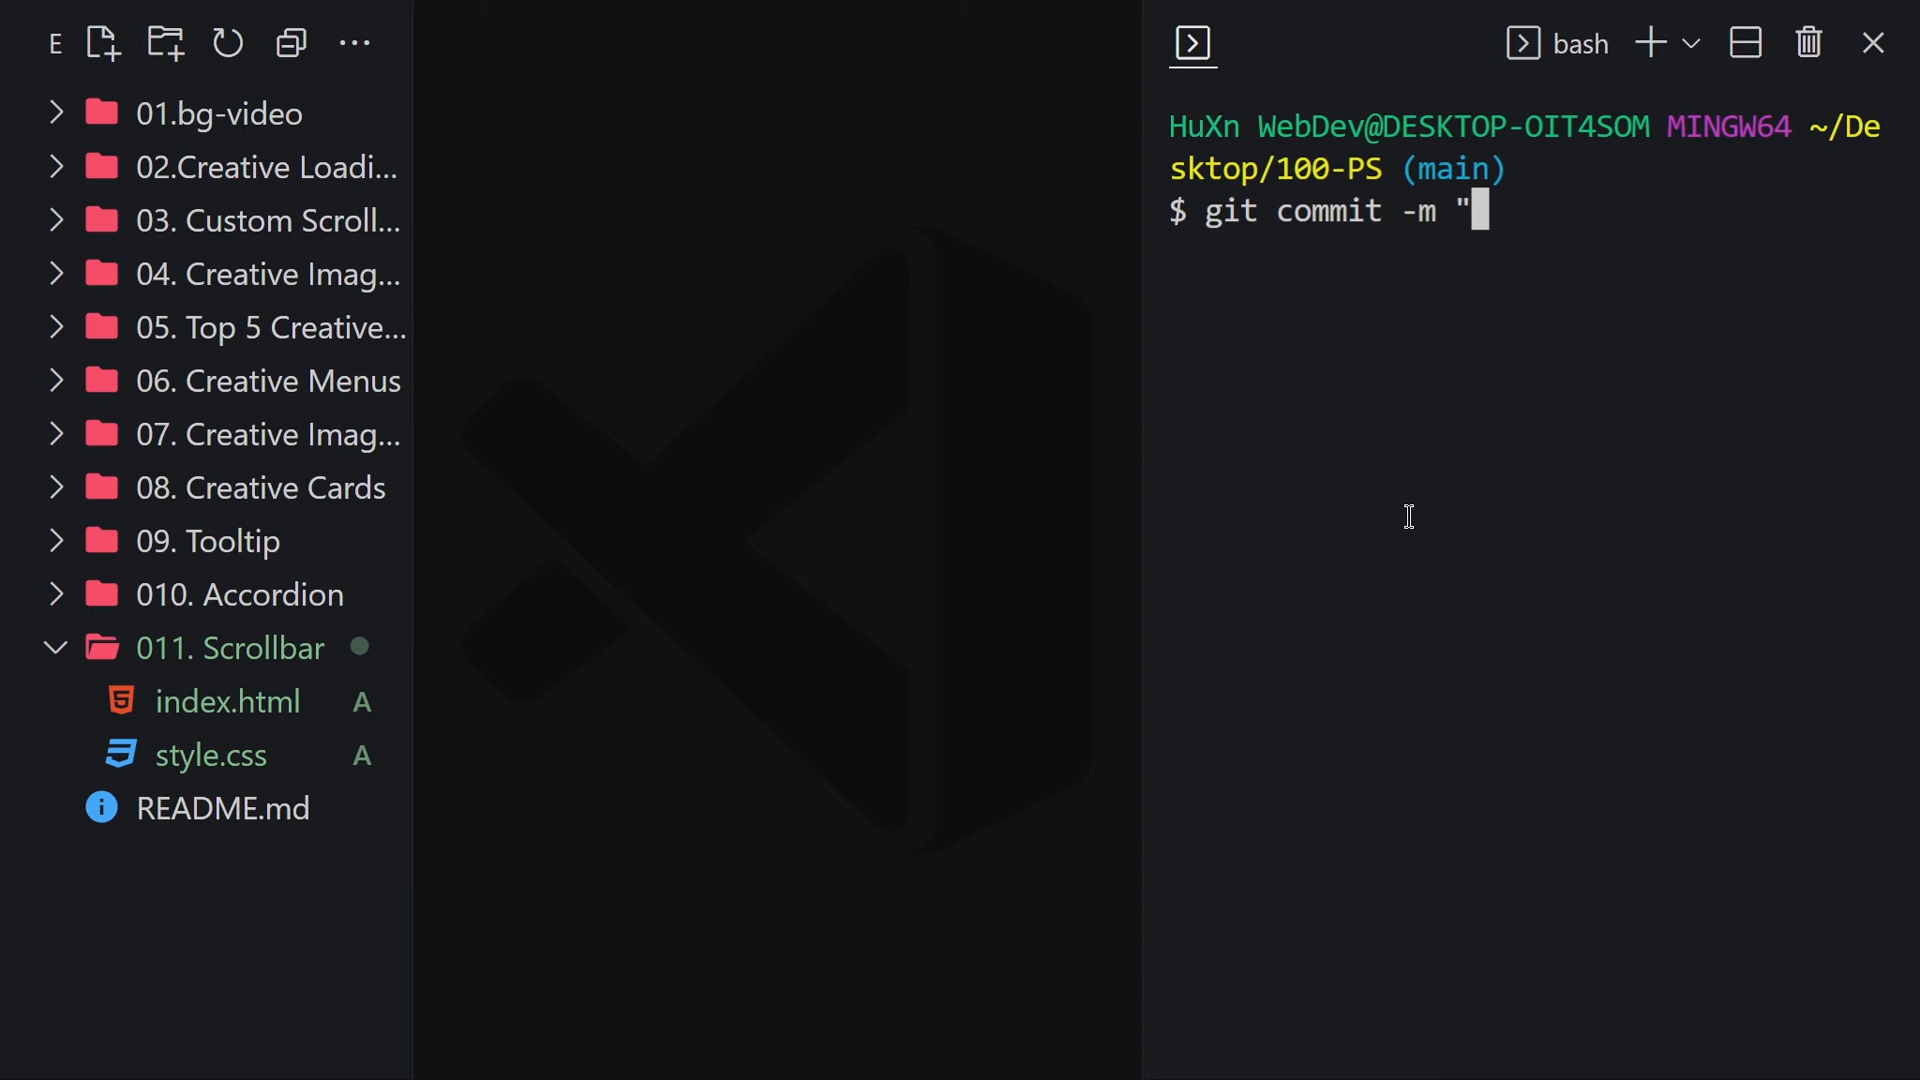 E
01.bg-video
02.Creative Loadi...
03. Custom Scroll...
04. Creative Imag...
05. Top 5 Creative...
06. Creative Menus
07. Creative Imag...
08. Creative Cards
09. Tooltip
010. Accordion
011. Scrollbar
index.html A
style.css A
README.md
bash
HuXn WebDev@DESKTOP-OIT4SOM MINGW64 ~/De
sktop/100-PS (main)
$ git commit -m "